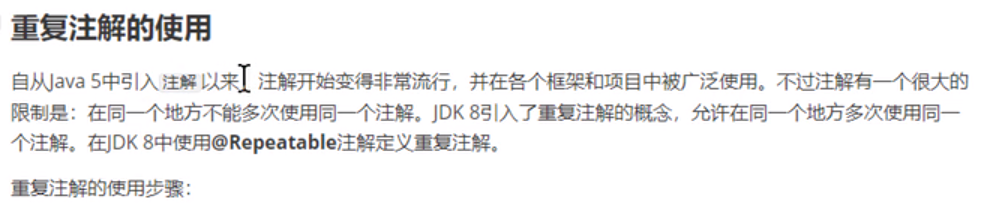 重复注解的使用
自从Java 5中引入 注解 以来，注解开始变得非常流行，并在各个框架和项目中被广泛使用。不过注解有一个很大的
限制是：在同一个地方不能多次使用同一个注解。JDK 8引入了重复注解的概念，允许在同一个地方多次使用同一
个注解。在JDK 8中使用@Repeatable注解定义重复注解。
重复注解的使用步骤：